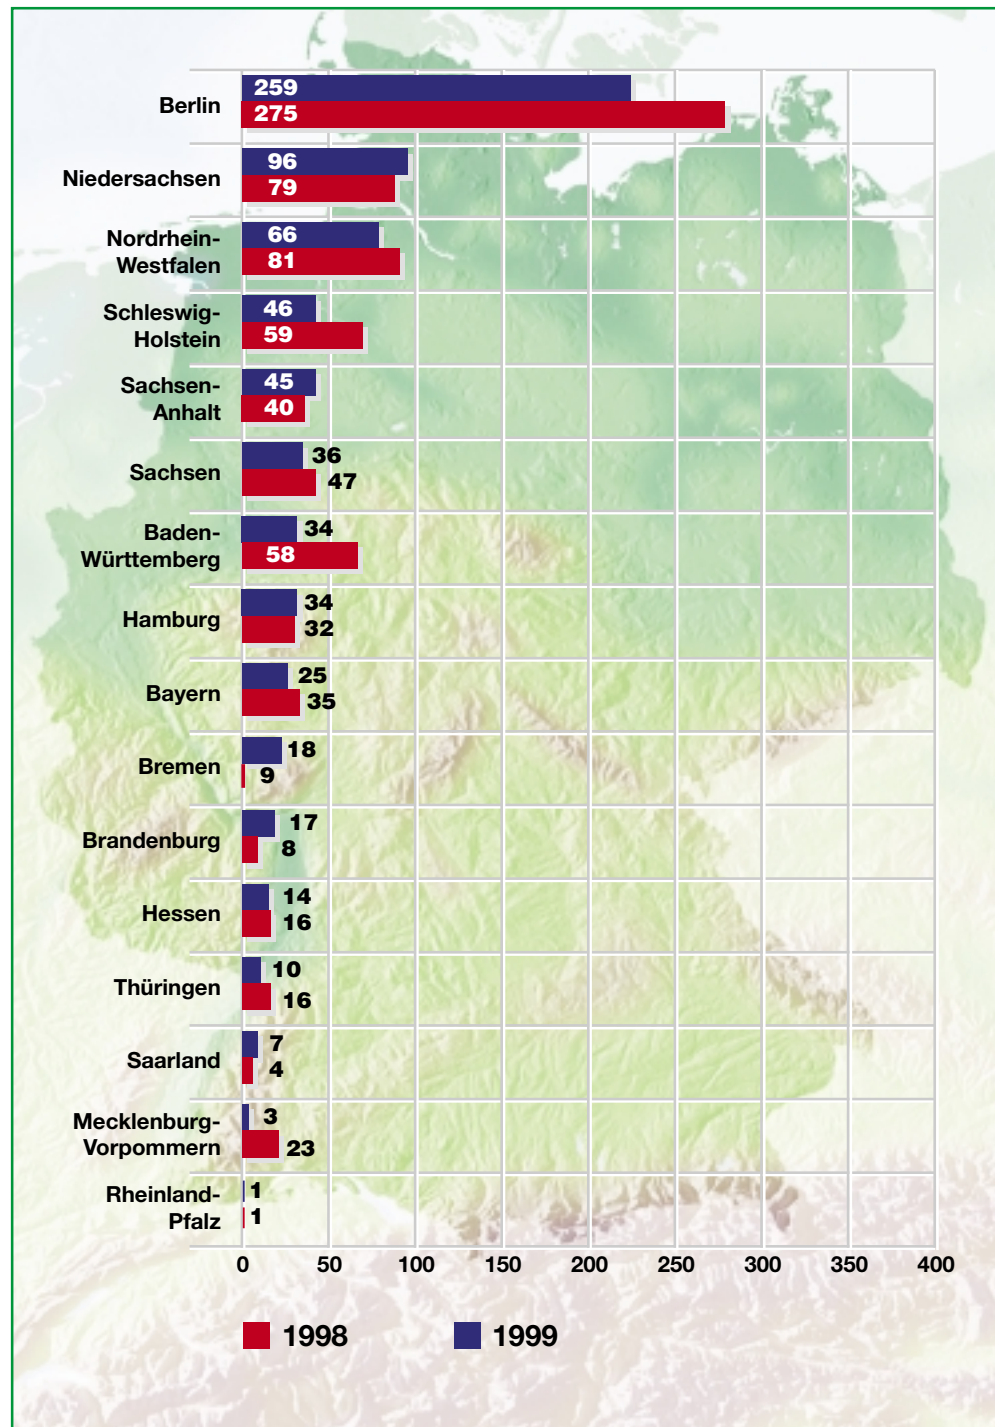 Berlin
259
275
Niedersachsen
96
79
Nordrhein-
Westfalen
66
81
Schleswig-
Holstein
46
59
Sachsen-
Anhalt
45
40
Sachsen
36
47
Baden-
Württemberg
34
58
Hamburg
34
32
Bayern
25
35
Bremen
18
9
Brandenburg
17
8
Hessen
14
16
Thüringen
10
16
Saarland
7
4
Mecklenburg-
Vorpommern
3
23
Rheinland-
Pfalz
1
1
0 50 100 150 200 250 300 350 400
1998 1999